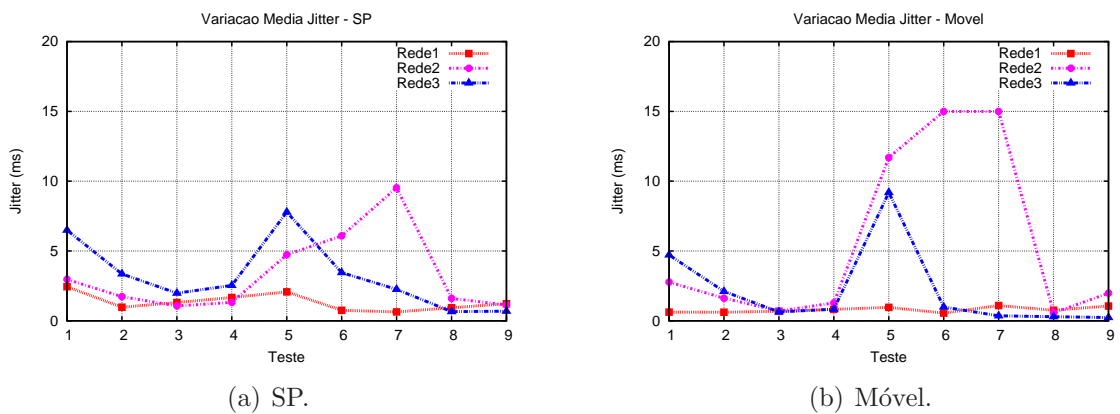 Variacao Media Jitter - SP
20
15
10
5
0
1 2 3 4 5 6 7 8 9
Jitter (ms)
Teste
Rede1
Rede2
Rede3
(a) SP.
Variacao Media Jitter - Movel
20
15
10
5
0
1 2 3 4 5 6 7 8 9
Jitter (ms)
Teste
Rede1
Rede2
Rede3
(b) Móvel.